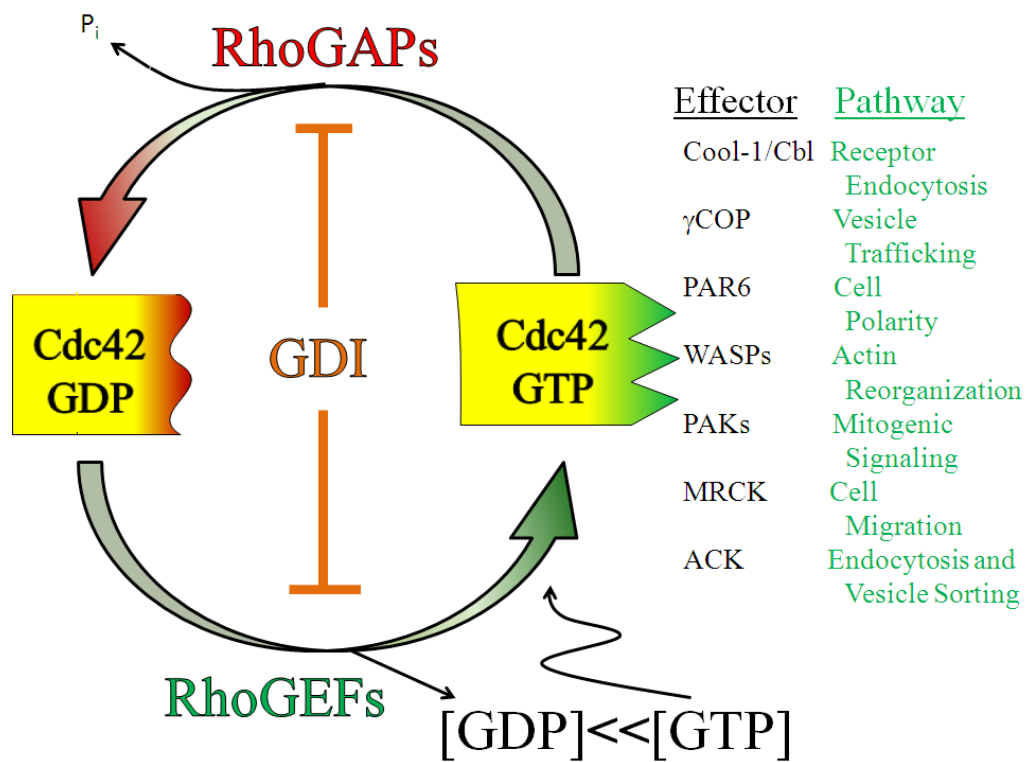 Pi
RhoGAPs
Effector Pathway
Cool-1/Cbl Receptor
Endocytosis
γCOP Vesicle
Trafficking
PAR6 Cell
Polarity
WASPs Actin
Reorganization
PAKs Mitogenic
Signaling
MRCK Cell
Migration
ACK Endocytosis and
Vesicle Sorting
Cdc42
GDP
GDI
Cdc42
GTP
RhoGEFs
[GDP]<<[GTP]